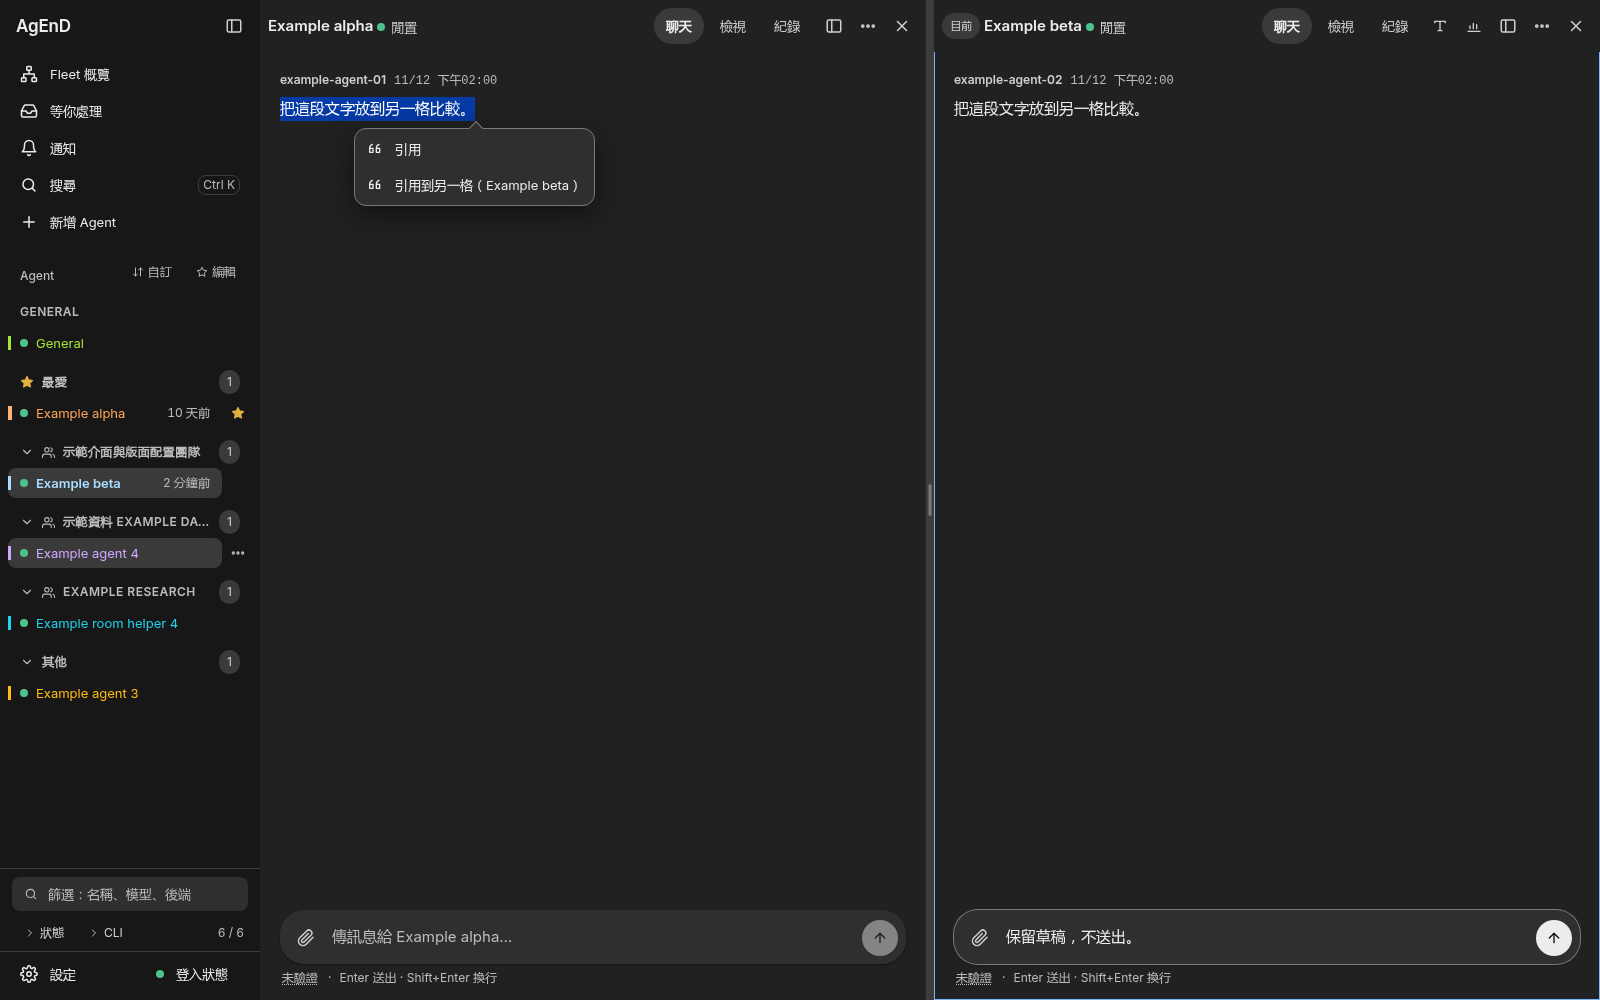 AgEnD
Fleet 概覽
等你處理
通知
搜尋 Ctrl K
新增 Agent
Agent 自訂 編輯
GENERAL
General
最愛 1
Example alpha 10 天前
示範介面與版面配置團隊 1
Example beta 2 分鐘前
示範資料 EXAMPLE DA... 1
Example agent 4
EXAMPLE RESEARCH 1
Example room helper 4
其他 1
Example agent 3
篩選：名稱、模型、後端
狀態 CLI 6 / 6
設定 登入狀態
Example alpha 閒置 聊天 檢視 紀錄
example-agent-01 11/12 下午02:00
把這段文字放到另一格比較。
引用
引用到另一格（Example beta）
傳訊息給 Example alpha...
未驗證 · Enter 送出 · Shift+Enter 換行
目前 Example beta 閒置 聊天 檢視 紀錄
example-agent-02 11/12 下午02:00
把這段文字放到另一格比較。
保留草稿，不送出。
未驗證 · Enter 送出 · Shift+Enter 換行